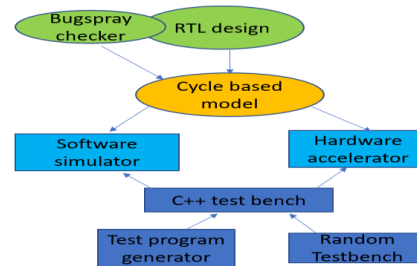 Bugspray
checker
RTL design
Cycle based
model
Software
simulator
Hardware
accelerator
C++ test bench
Test program
generator
Random
Testbench